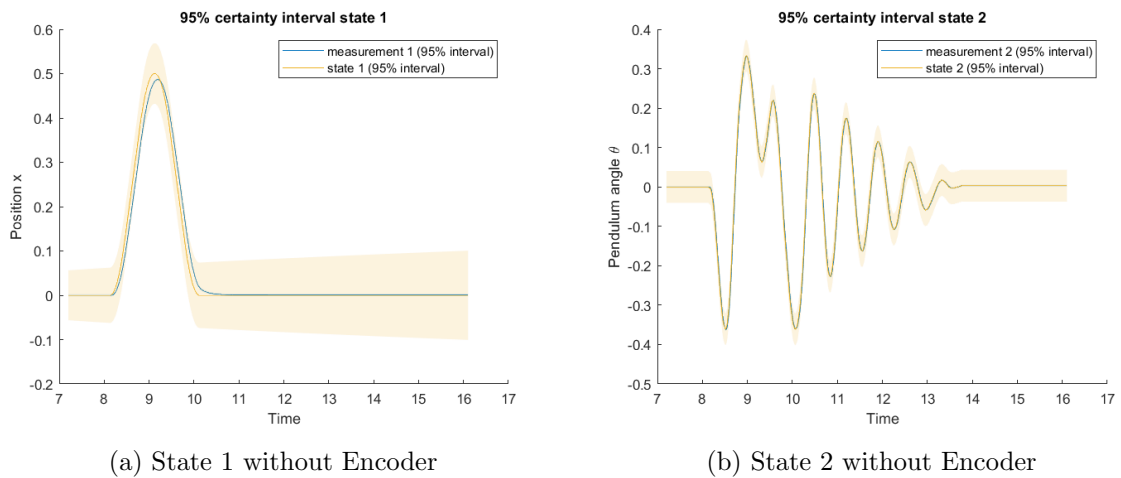 95% certainty interval state 1
measurement 1 (95% interval)
state 1 (95% interval)
Position x
0.6
0.5
0.4
0.3
0.2
0.1
0
-0.1
-0.2
7 8 9 10 11 12 13 14 15 16 17
Time
(a) State 1 without Encoder
95% certainty interval state 2
measurement 2 (95% interval)
state 2 (95% interval)
Pendulum angle θ
0.4
0.3
0.2
0.1
0
-0.1
-0.2
-0.3
-0.4
-0.5
7 8 9 10 11 12 13 14 15 16 17
Time
(b) State 2 without Encoder